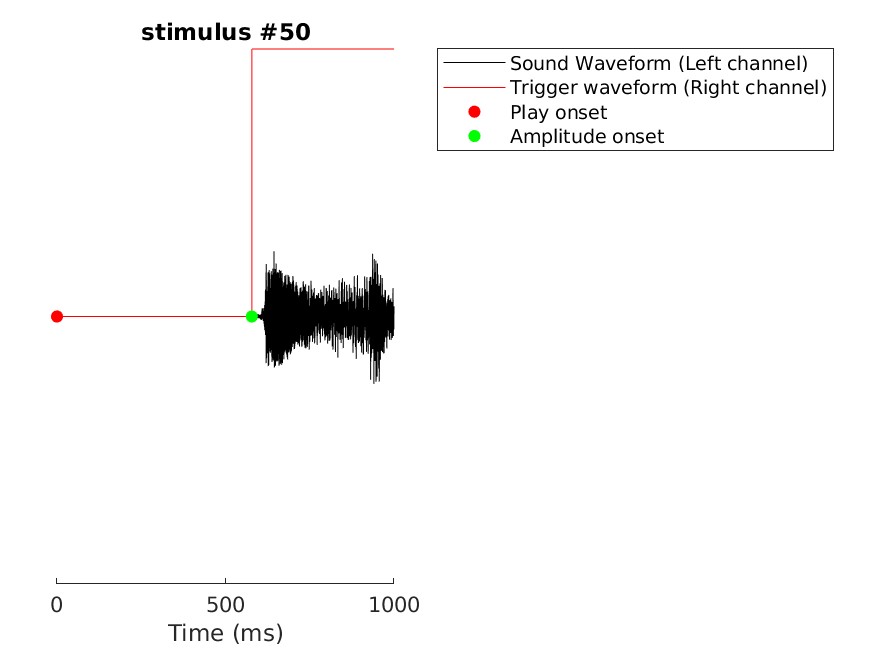 stimulus #50
Sound Waveform (Left channel)
Trigger waveform (Right channel)
Play onset
Amplitude onset
0 500 1000
Time (ms)